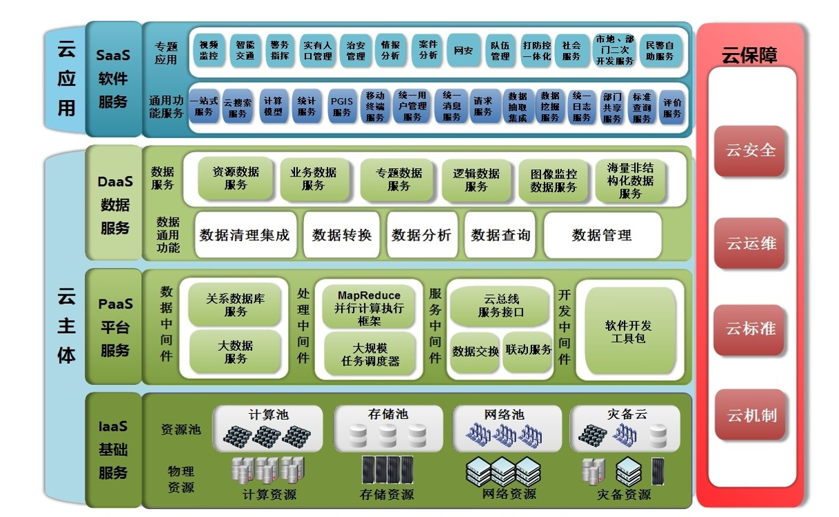 云应用
SaaS
软件
服务
专题
应用
视频
监控
智能
交通
警务
指挥
实有人
口管理
治安
管理
情报
分析
案件
分析
网安
队伍
管理
打防控
一体化
社会
服务
市地、部
门二次
开发服务
民警自
助服务
通用功
能服务
一站式
服务
云搜索
服务
计算
模型
统计
服务
PGIS
服务
移动
终端
服务
统一用
户管理
服务
统一
消息
服务
请求
服务
数据
抽取
集成
数据
挖掘
服务
统一
日志
服务
部门
共享
服务
标准
查询
服务
评价
服务
云主体
DaaS
数据
服务
数据
服务
资源数据
服务
业务数据
服务
专题数据
服务
逻辑数据
服务
图像监控
数据服务
海量非结
构化数据
服务
数据
通用
功能
数据清理集成
数据转换
数据分析
数据查询
数据管理
PaaS
平台
服务
数据中间件
关系数据库
服务
大数据
服务
处理中间件
MapReduce
并行计算执行
框架
大规模
任务调度器
服务中间件
云总线
服务接口
数据交换
联动服务
开发中间件
软件开发
工具包
IaaS
基础
服务
资源池
计算池
存储池
网络池
灾备云
物理
资源
计算资源
存储资源
网络资源
灾备资源
云保障
云安全
云运维
云标准
云机制